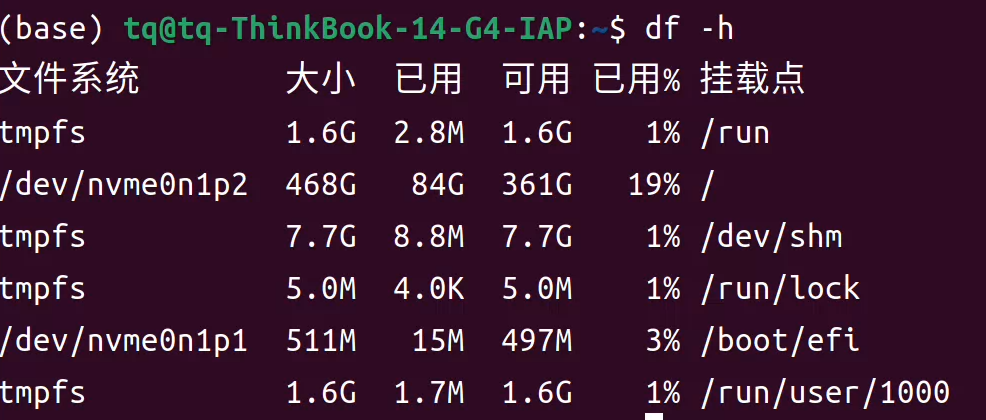 (base) tq@tq-ThinkBook-14-G4-IAP:~$ df -h
文件系统        大小  已用  可用 已用% 挂载点
tmpfs           1.6G  2.8M  1.6G    1% /run
/dev/nvme0n1p2  468G   84G  361G   19% /
tmpfs           7.7G  8.8M  7.7G    1% /dev/shm
tmpfs           5.0M  4.0K  5.0M    1% /run/lock
/dev/nvme0n1p1  511M   15M  497M    3% /boot/efi
tmpfs           1.6G  1.7M  1.6G    1% /run/user/1000